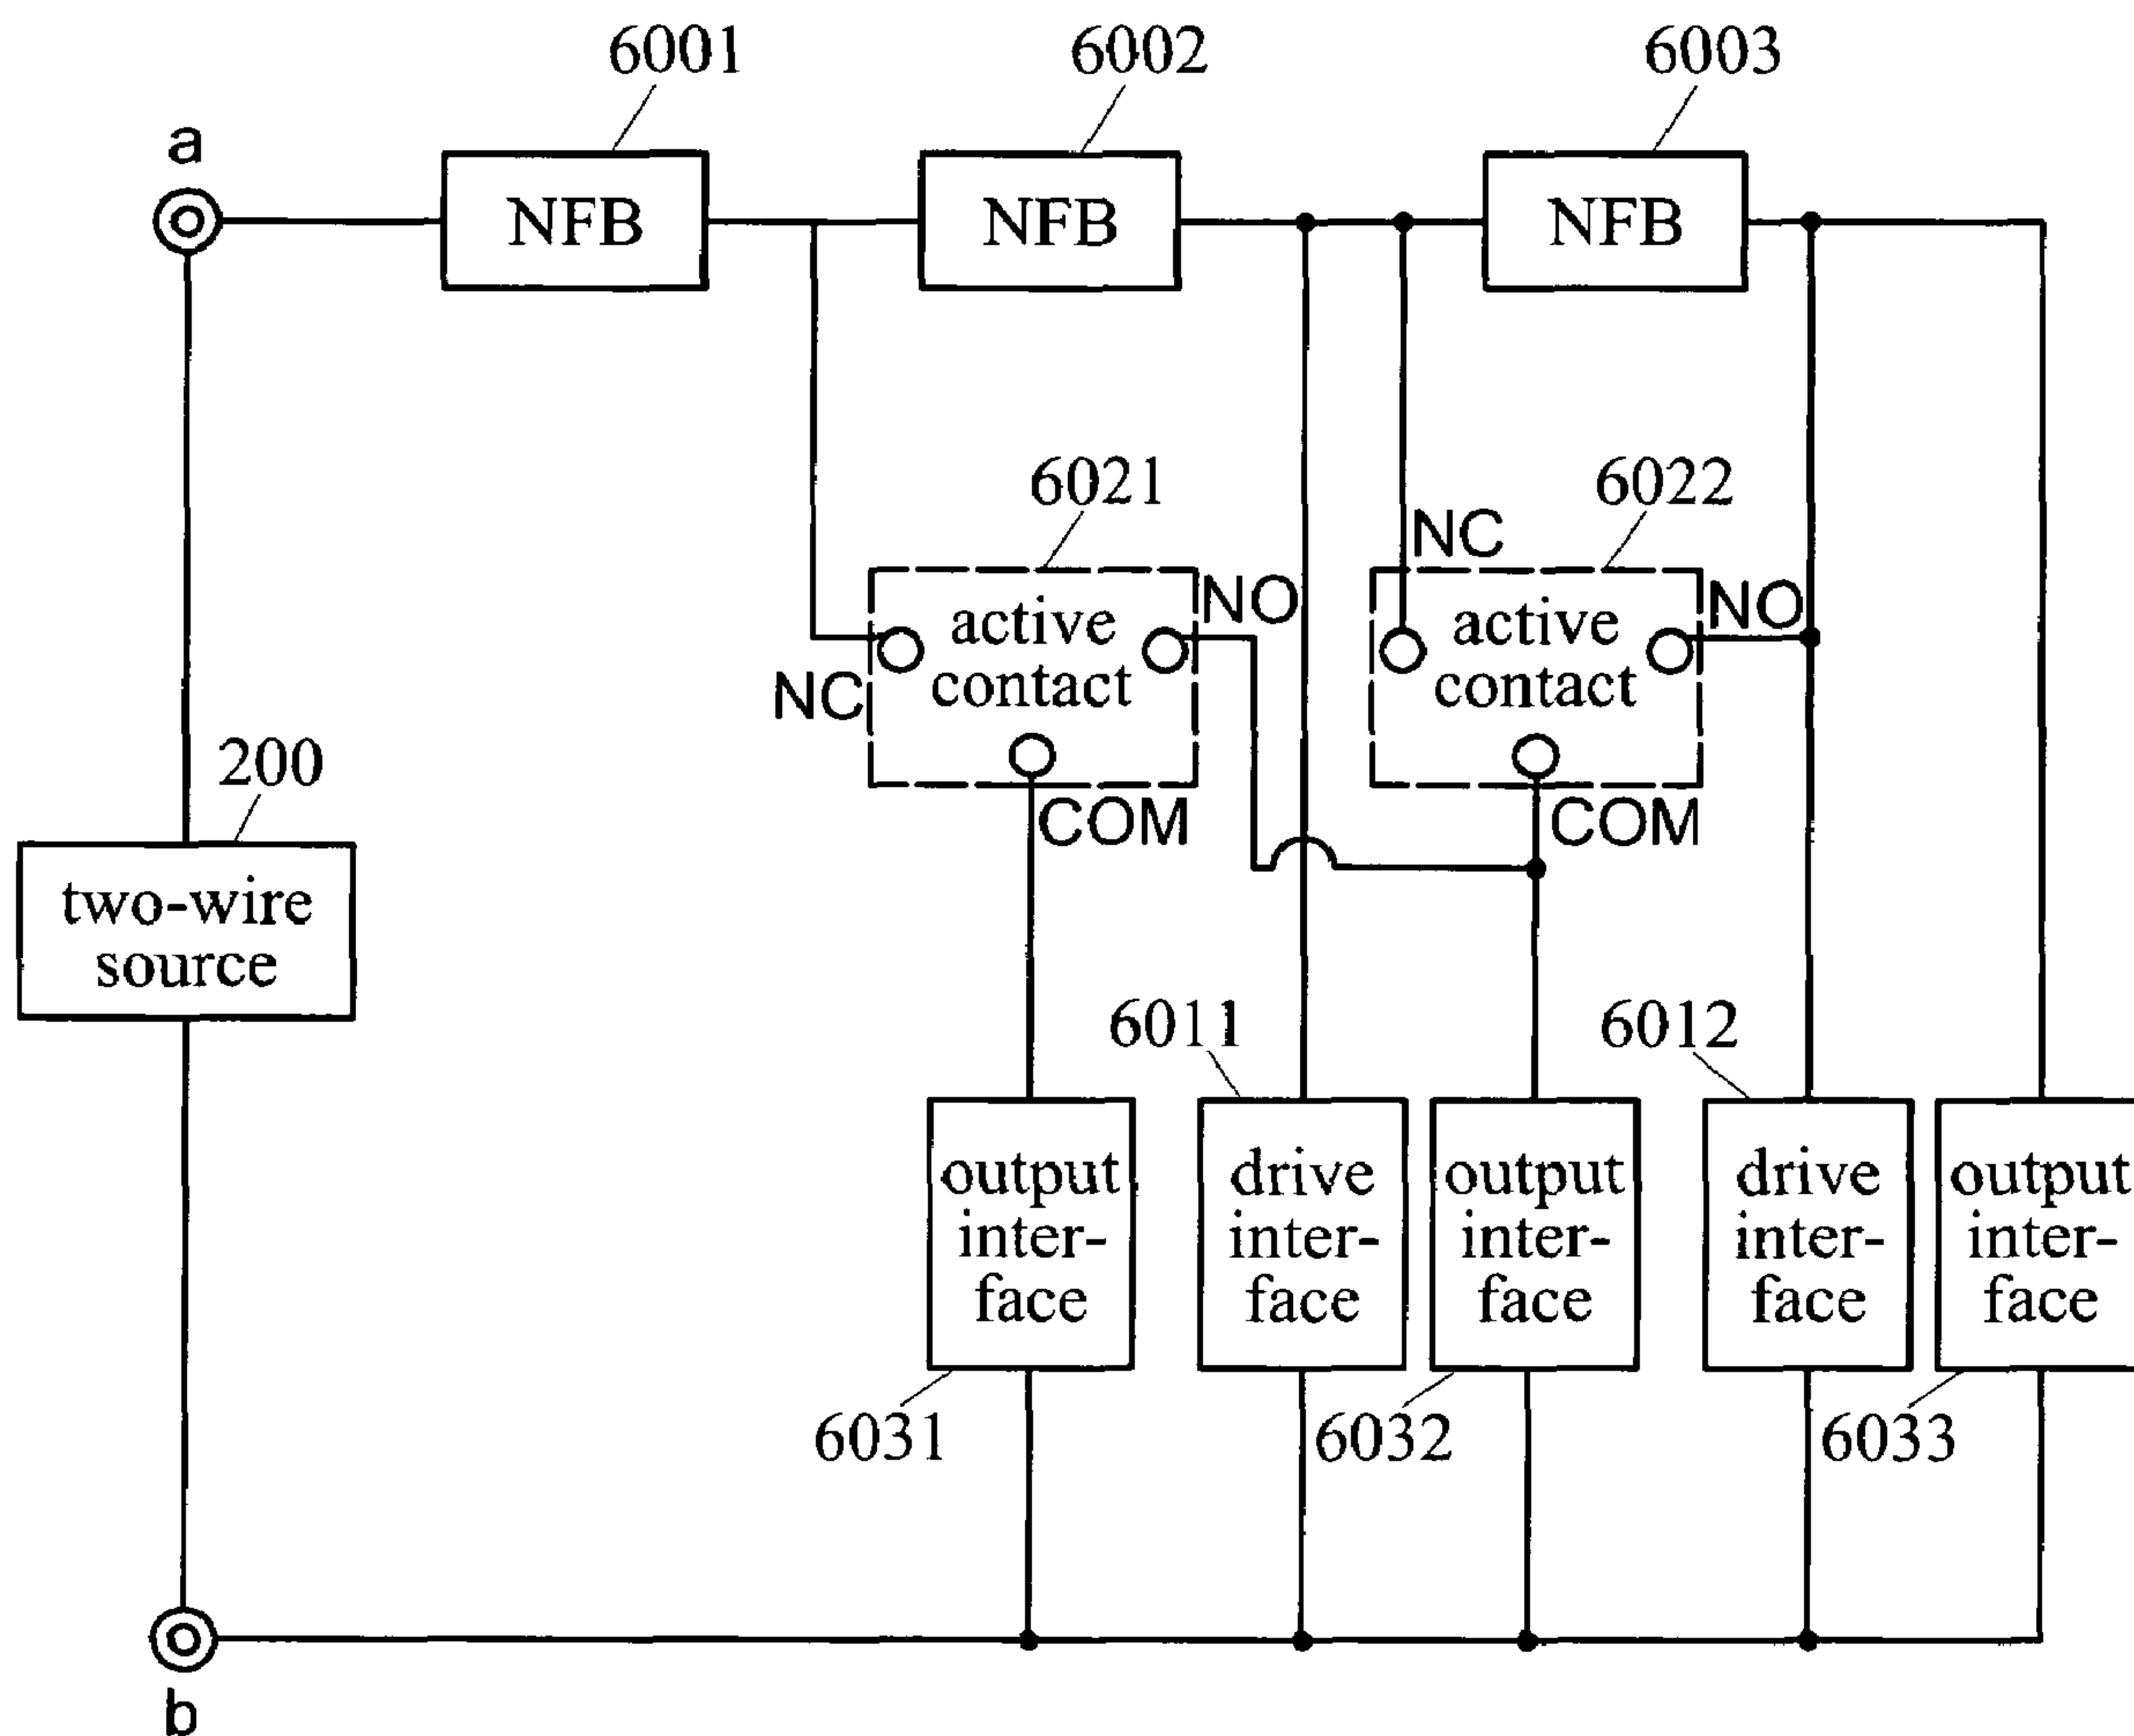 6001
6002
6003
a
NFB
NFB
NFB
6021
6022
NC
NO
NO
active
contact
active
contact
NC
200
COM
COM
two-wire
source
6011
6012
output
inter-
face
drive
inter-
face
output
inter-
face
drive
inter-
face
output
inter-
face
6031
6032
6033
b